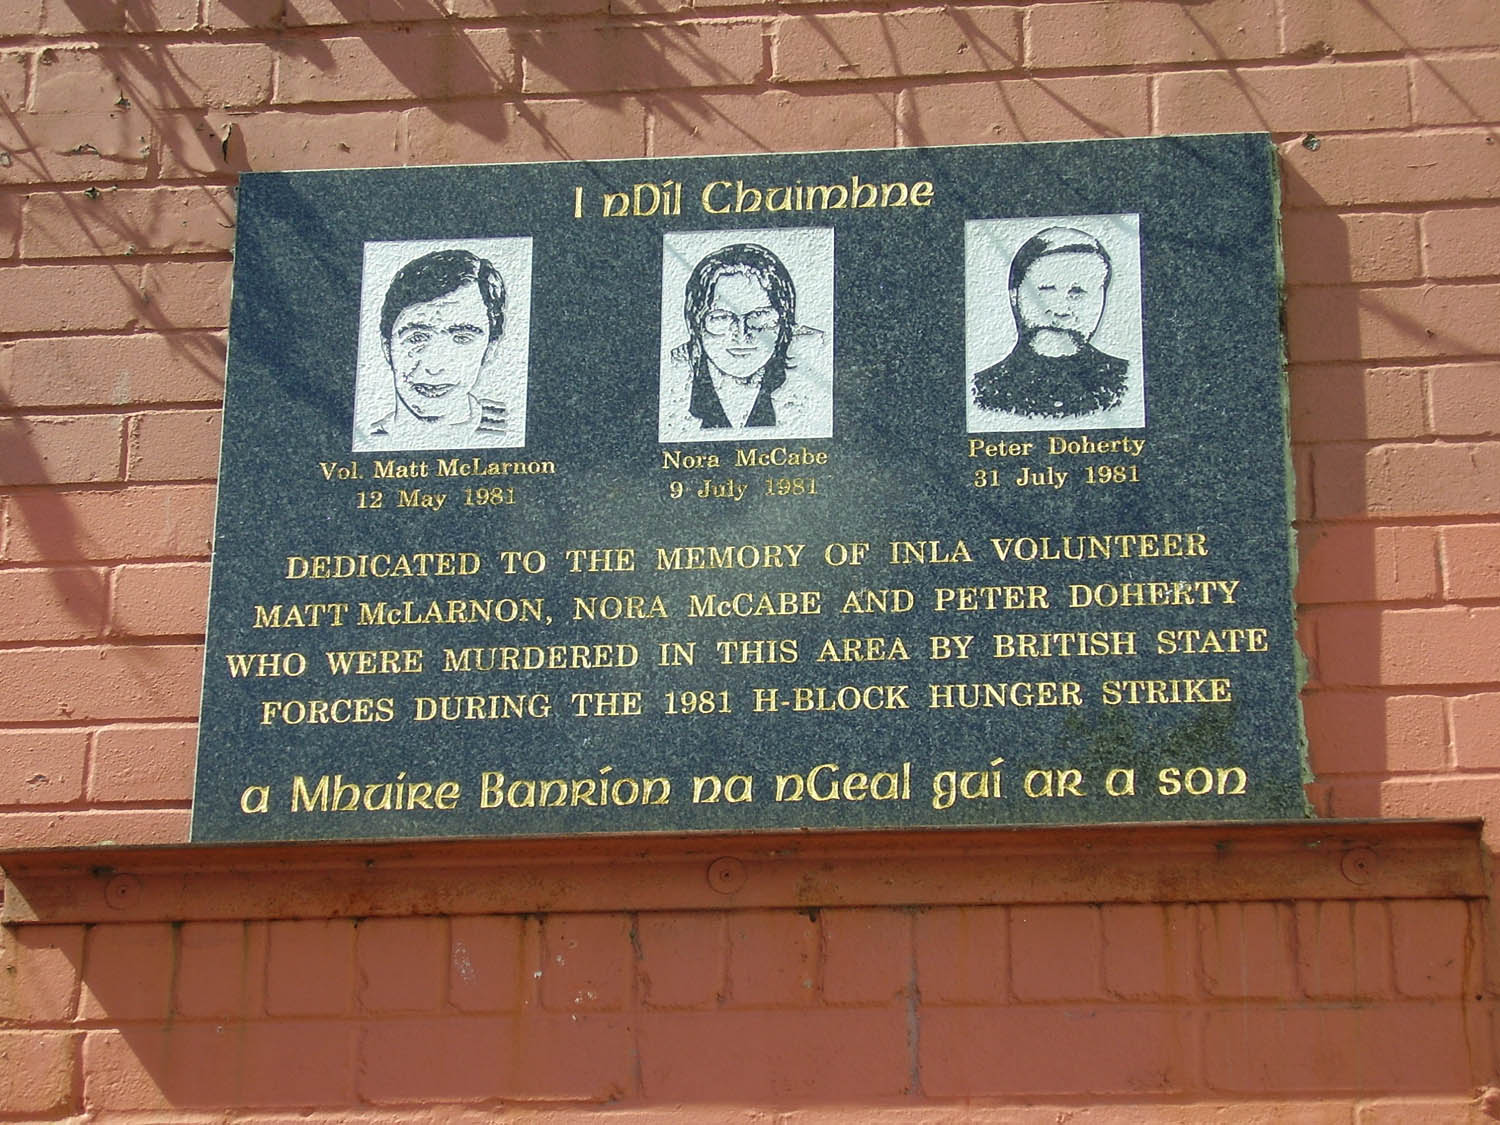 I nDíl Chuimhne
Vol. Matt McLarnon
12 May 1981
Nora McCabe
9 July 1981
Peter Doherty
31 July 1981
DEDICATED TO THE MEMORY OF INLA VOLUNTEER
MATT McLARNON, NORA McCABE AND PETER DOHERTY
WHO WERE MURDERED IN THIS AREA BY BRITISH STATE
FORCES DURING THE 1981 H-BLOCK HUNGER STRIKE
a Mhuire Banríon na nGeal guí ar a son